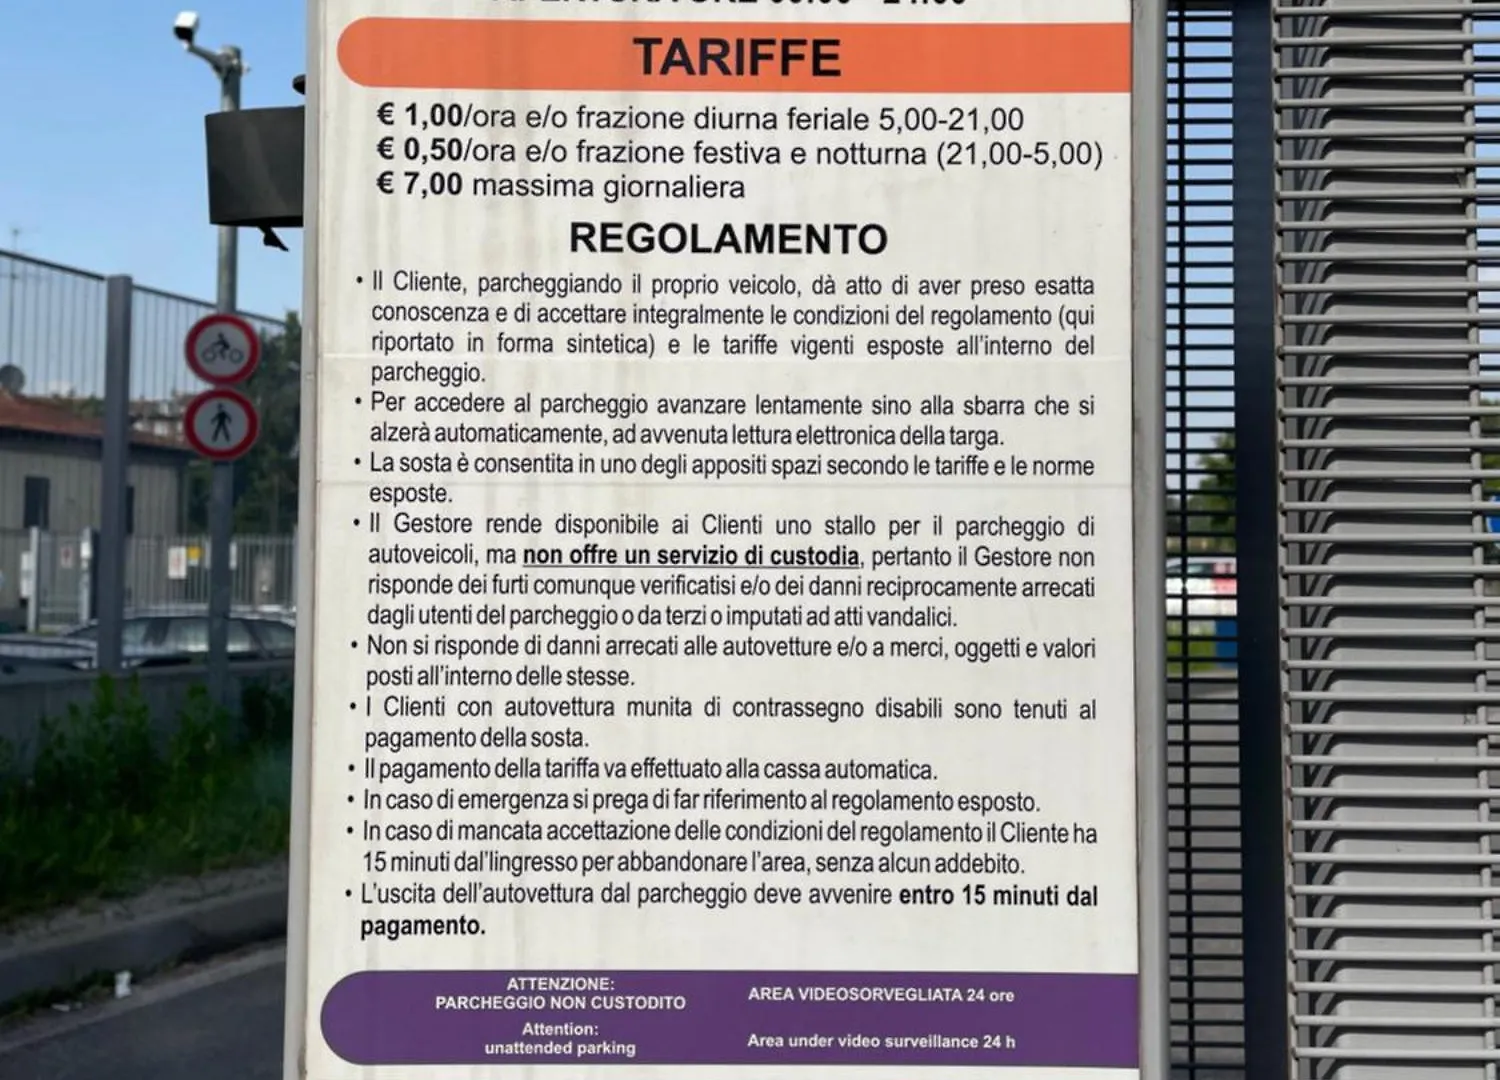 TARIFFE
€ 1,00/ora e/o frazione diurna feriale 5,00-21,00
€ 0,50/ora e/o frazione festiva e notturna (21,00-5,00)
€ 7,00 massima giornaliera
REGOLAMENTO
• Il Cliente, parcheggiando il proprio veicolo, dà atto di aver preso esatta
conoscenza e di accettare integralmente le condizioni del regolamento (qui
riportato in forma sintetica) e le tariffe vigenti esposte all'interno del
parcheggio.
• Per accedere al parcheggio avanzare lentamente sino alla sbarra che si
alzerà automaticamente, ad avvenuta lettura elettronica della targa.
• La sosta è consentita in uno degli appositi spazi secondo le tariffe e le norme
esposte.
• Il Gestore rende disponibile ai Clienti uno stallo per il parcheggio di
autoveicoli, ma non offre un servizio di custodia, pertanto il Gestore non
risponde dei furti comunque verificatisi e/o dei danni reciprocamente arrecati
dagli utenti del parcheggio o da terzi o imputati ad atti vandalici.
• Non si risponde di danni arrecati alle autovetture e/o a merci, oggetti e valori
posti all'interno delle stesse.
• I Clienti con autovettura munita di contrassegno disabili sono tenuti al
pagamento della sosta.
• Il pagamento della tariffa va effettuato alla cassa automatica.
• In caso di emergenza si prega di far riferimento al regolamento esposto.
• In caso di mancata accettazione delle condizioni del regolamento il Cliente ha
15 minuti dal'lingresso per abbandonare l'area, senza alcun addebito.
• L'uscita dell'autovettura dal parcheggio deve avvenire entro 15 minuti dal
pagamento.
ATTENZIONE:
PARCHEGGIO NON CUSTODITO
Attention:
unattended parking
AREA VIDEOSORVEGLIATA 24 ore
Area under video surveillance 24 h